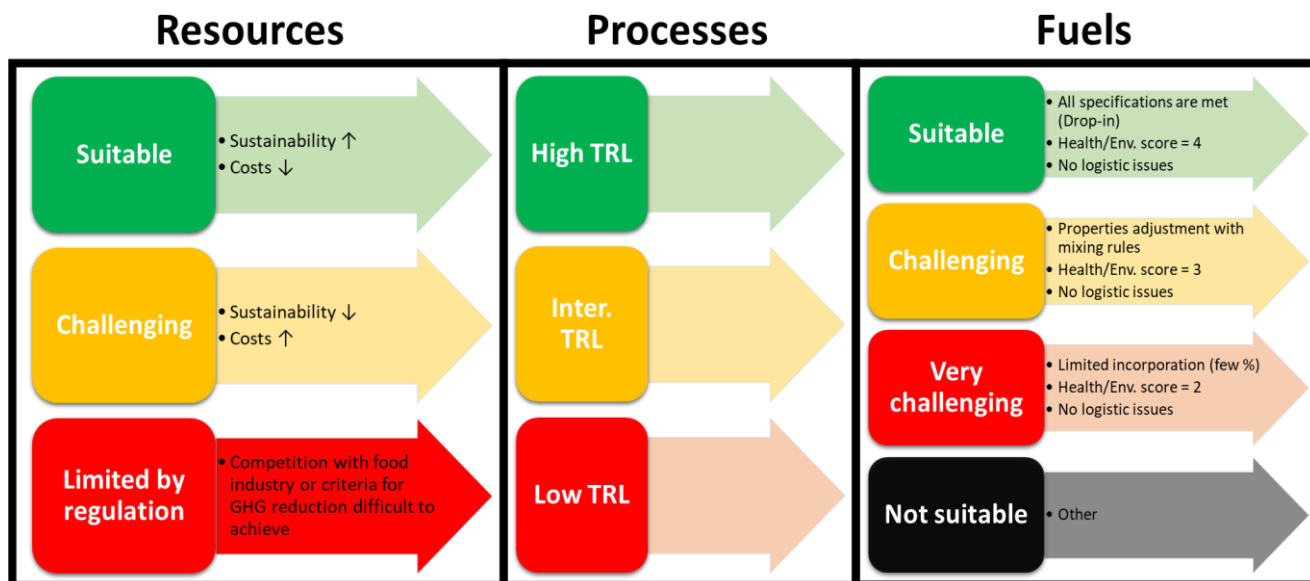 Resources
Suitable
• Sustainability ↑
• Costs ↓
Challenging
• Sustainability ↓
• Costs ↑
Limited by
regulation
• Competition with food
industry or criteria for
GHG reduction difficult to
achieve
Processes
High TRL
Inter.
TRL
Low TRL
Fuels
Suitable
• All specifications are met
(Drop-in)
• Health/Env. score = 4
• No logistic issues
Challenging
• Properties adjustment with
mixing rules
• Health/Env. score = 3
• No logistic issues
Very
challenging
• Limited incorporation (few %)
• Health/Env. score = 2
• No logistic issues
Not suitable
• Other